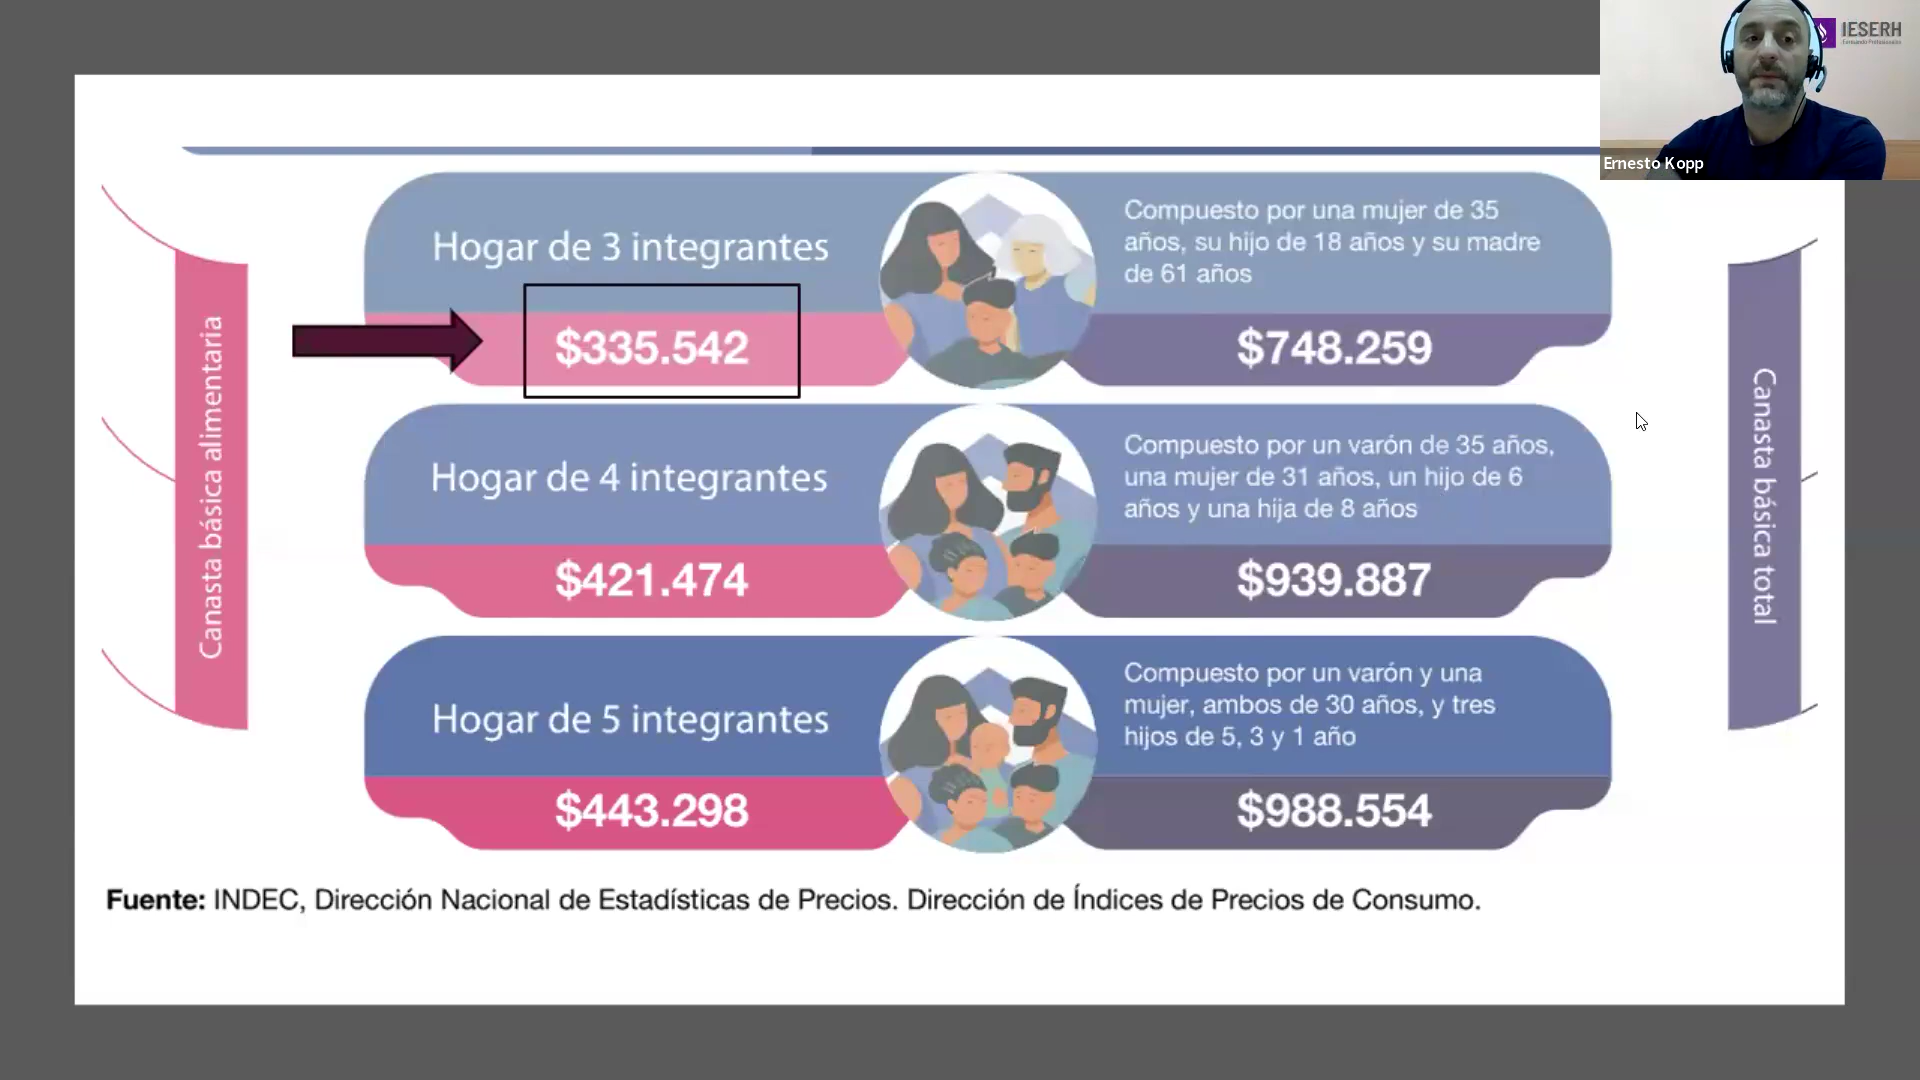 IESERH
Ernesto Kopp
Hogar de 3 integrantes
Compuesto por una mujer de 35
años, su hijo de 18 años y su madre
de 61 años
$335.542
$748.259
Canasta básica alimentaria
Canasta básica total
Hogar de 4 integrantes
Compuesto por un varón de 35 años,
una mujer de 31 años, un hijo de 6
años y una hija de 8 años
$421.474
$939.887
Hogar de 5 integrantes
Compuesto por un varón y una
mujer, ambos de 30 años, y tres
hijos de 5, 3 y 1 año
$443.298
$988.554
Fuente: INDEC, Dirección Nacional de Estadísticas de Precios. Dirección de Índices de Precios de Consumo.